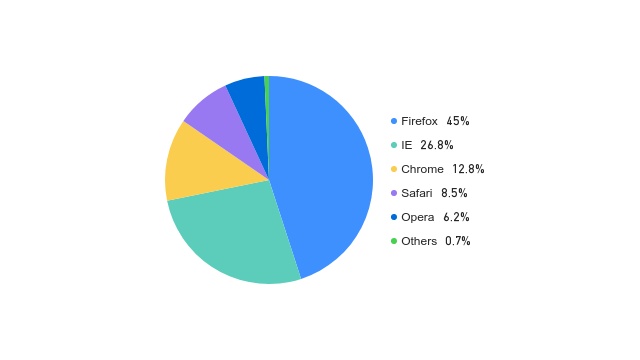 Firefox 45%
IE 26.8%
Chrome 12.8%
Safari 8.5%
Opera 6.2%
Others 0.7%